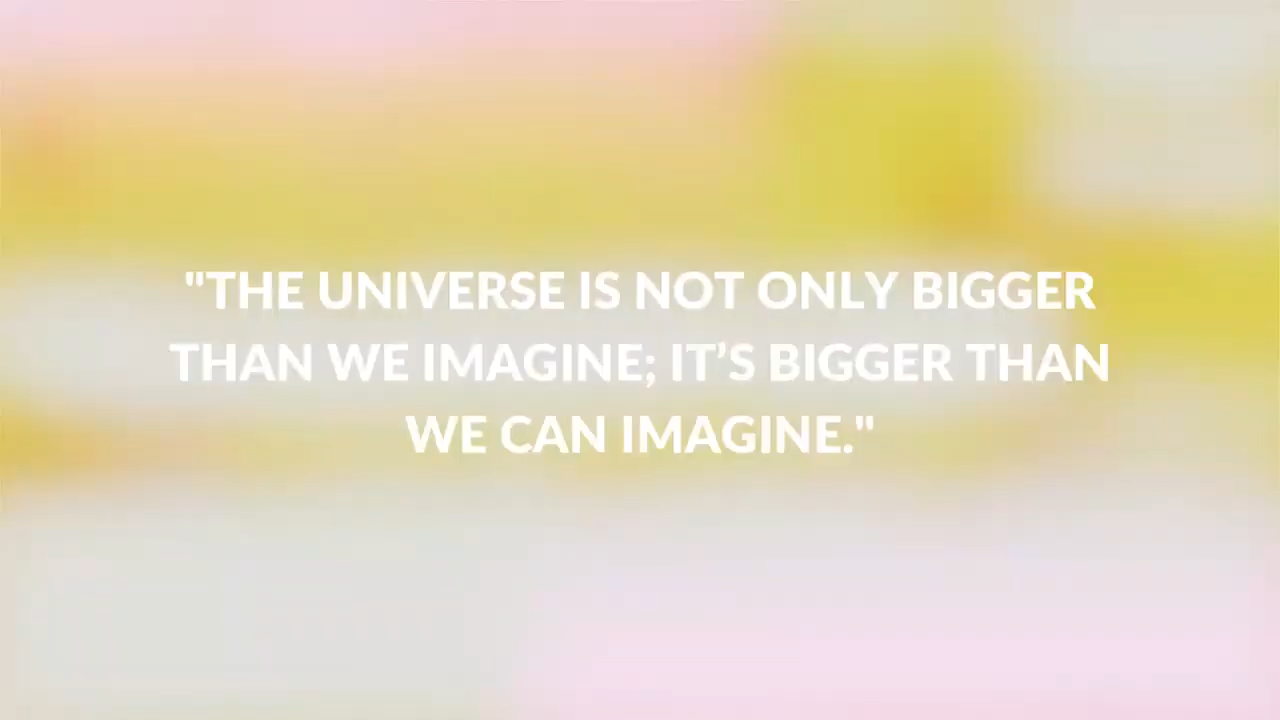 "THE UNIVERSE IS NOT ONLY BIGGER
THAN WE IMAGINE; IT’S BIGGER THAN
WE CAN IMAGINE."